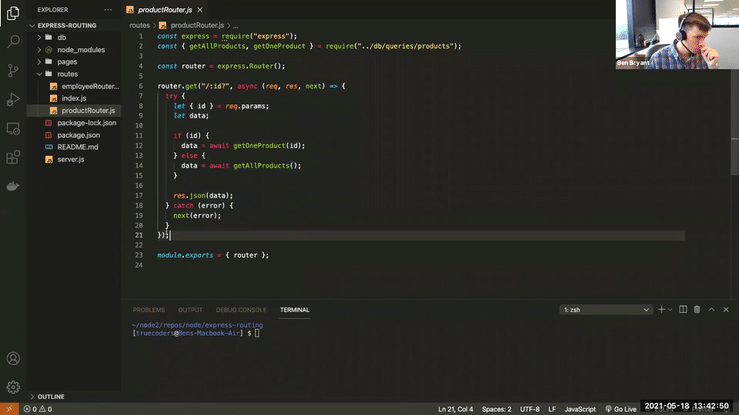 EXPLORER
EXPRESS-ROUTING
db
node_modules
pages
routes
employeeRouter...
index.js
productRouter.js
package-lock.json
package.json
README.md
server.js
OUTLINE
productRouter.js
routes > productRouter.js > ...
1 const express = require("express");
2 const { getAllProducts, getOneProduct } = require("../db/queries/products");
3
4 const router = express.Router();
5
6 router.get("/:id?", async (req, res, next) => {
7 try {
8 let { id } = req.params;
9 let data;
10
11 if (id) {
12 data = await getOneProduct(id);
13 } else {
14 data = await getAllProducts();
15 }
16
17 res.json(data);
18 } catch (error) {
19 next(error);
20 }
21 });
22
23 module.exports = { router };
24
Ben Bryant
PROBLEMS OUTPUT DEBUG CONSOLE TERMINAL
1: zsh
~/node2/repos/node/express-routing
[truecoders@Bens-Macbook-Air] $
0 0
Ln 21, Col 4 Spaces: 2 UTF-8 LF JavaScript Go Live
2021-05-18 13:42:50